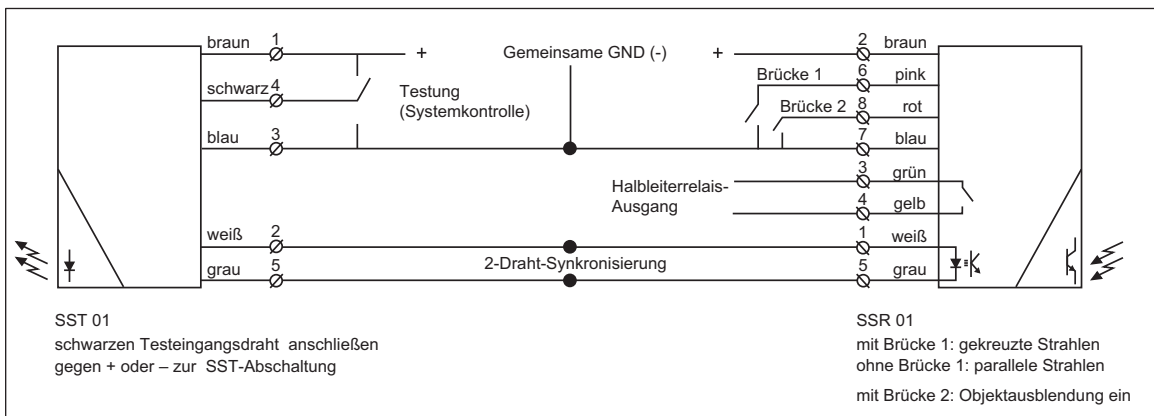 braun 1 + Gemeinsame GND (-) + 2 braun
Brücke 1 6 pink
schwarz 4 Testung
(Systemkontrolle)
Brücke 2 8 rot
blau 3 7 blau
Halbleiterrelais-
Ausgang
3 grün
4 gelb
weiß 2 1 weiß
2-Draht-Synkronisierung
grau 5 5 grau
SST 01
schwarzen Testeingangsdraht anschließen
gegen + oder – zur SST-Abschaltung
SSR 01
mit Brücke 1: gekreuzte Strahlen
ohne Brücke 1: parallele Strahlen
mit Brücke 2: Objektausblendung ein